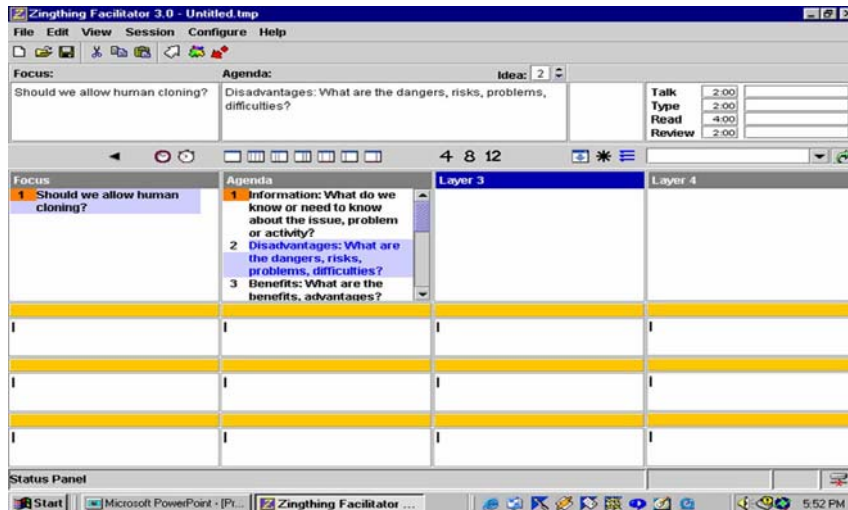 Zingthing Facilitator 3.0 - Untitled.tmp
File Edit View Session Configure Help
Focus: Agenda: Idea: 2
Should we allow human cloning? Disadvantages: What are the dangers, risks, problems,
difficulties?
Talk 2:00
Type 2:00
Read 4:00
Review 2:00
4 8 12
Focus Agenda Layer 3 Layer 4
1 Should we allow human
cloning?
1 Information: What do we
know or need to know
about the issue, problem
or activity?
2 Disadvantages: What are
the dangers, risks,
problems, difficulties?
3 Benefits: What are the
benefits, advantages?
Status Panel
Start Microsoft PowerPoint - [Pr... Zingthing Facilitator ... 5:52 PM